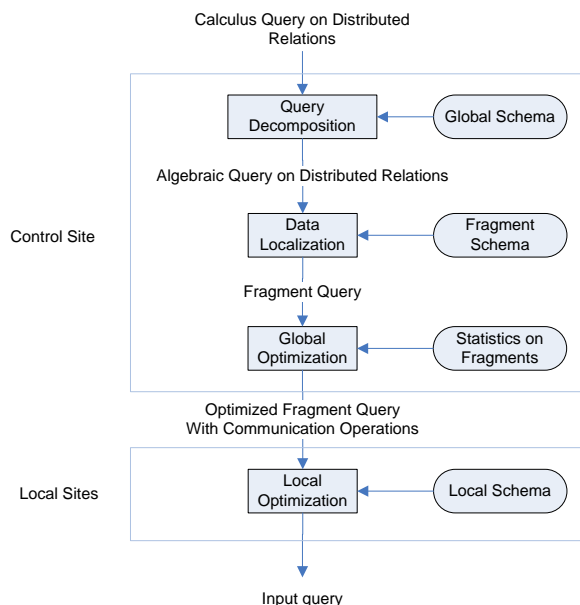 Calculus Query on Distributed
Relations
Query
Decomposition
Global Schema
Algebraic Query on Distributed Relations
Control Site
Data
Localization
Fragment
Schema
Fragment Query
Global
Optimization
Statistics on
Fragments
Optimized Fragment Query
With Communication Operations
Local Sites
Local
Optimization
Local Schema
Input query